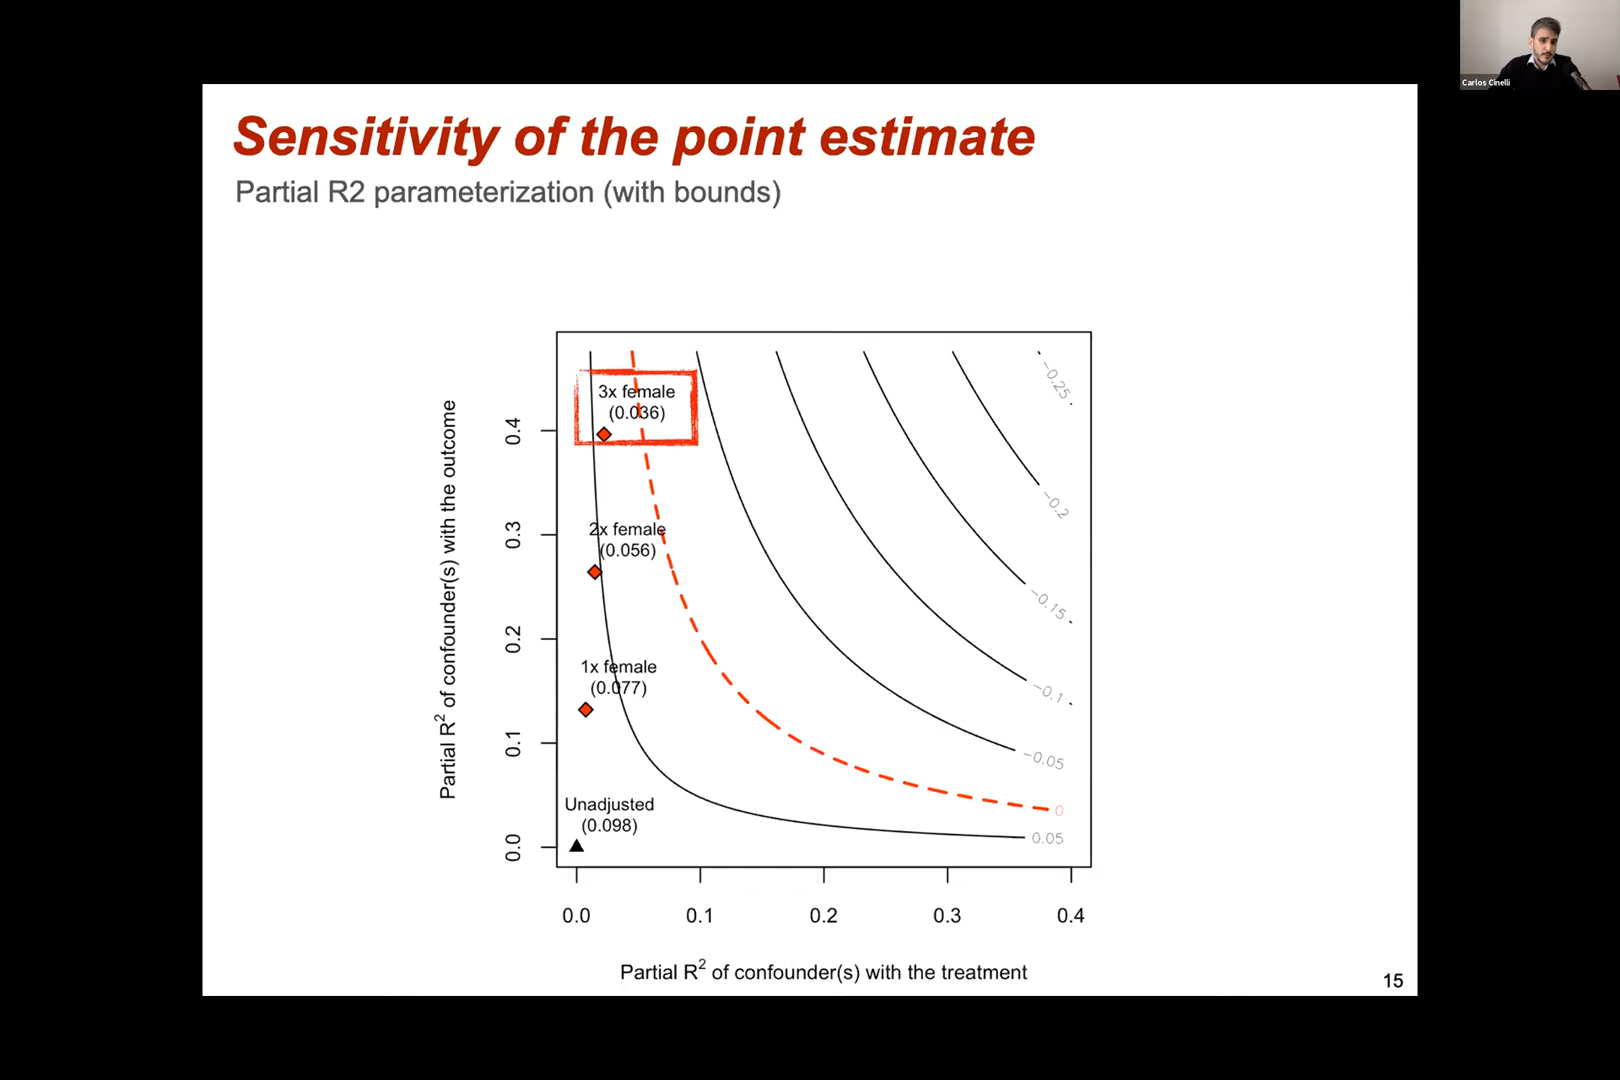 Carlos Cinelli
Sensitivity of the point estimate
Partial R2 parameterization (with bounds)
Partial R2 of confounder(s) with the outcome
0.4
0.3
0.2
0.1
0.0
3x female
(0.036)
2x female
(0.056)
1x female
(0.077)
Unadjusted
(0.098)
−0.25
−0.2
−0.15
−0.1
−0.05
0
0.05
0.0 0.1 0.2 0.3 0.4
Partial R2 of confounder(s) with the treatment
15